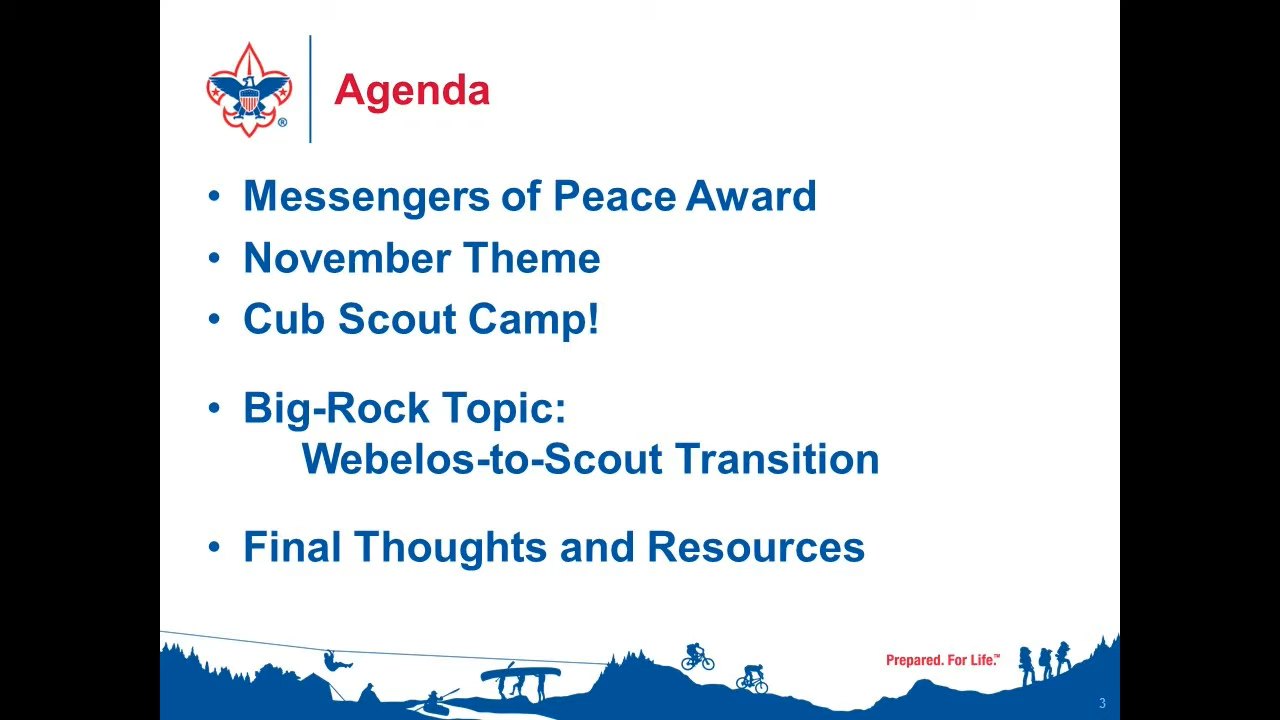 Agenda
®
• Messengers of Peace Award
• November Theme
• Cub Scout Camp!
• Big-Rock Topic:
Webelos-to-Scout Transition
• Final Thoughts and Resources
Prepared. For Life.™
3